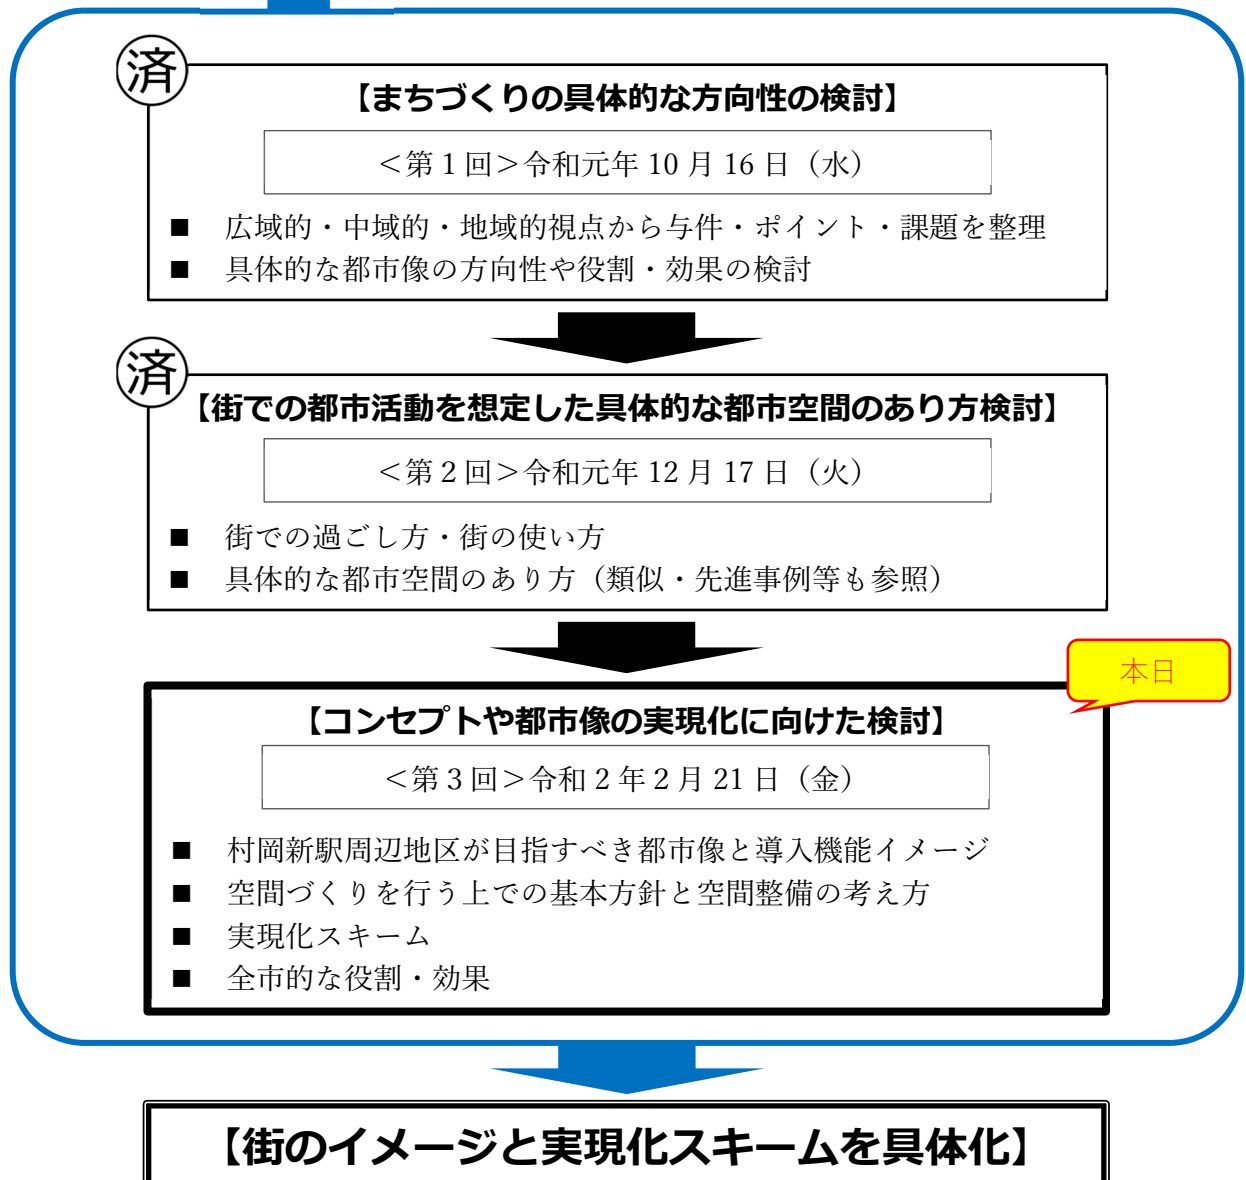 済
【まちづくりの具体的な方向性の検討】
＜第１回＞令和元年 10 月 16 日（水）
■ 広域的・中域的・地域的視点から与件・ポイント・課題を整理
■ 具体的な都市像の方向性や役割・効果の検討
済
【街での都市活動を想定した具体的な都市空間のあり方検討】
＜第２回＞令和元年 12 月 17 日（火）
■ 街での過ごし方・街の使い方
■ 具体的な都市空間のあり方（類似・先進事例等も参照）
本日
【コンセプトや都市像の実現化に向けた検討】
＜第３回＞令和２年２月 21 日（金）
■ 村岡新駅周辺地区が目指すべき都市像と導入機能イメージ
■ 空間づくりを行う上での基本方針と空間整備の考え方
■ 実現化スキーム
■ 全市的な役割・効果
【街のイメージと実現化スキームを具体化】